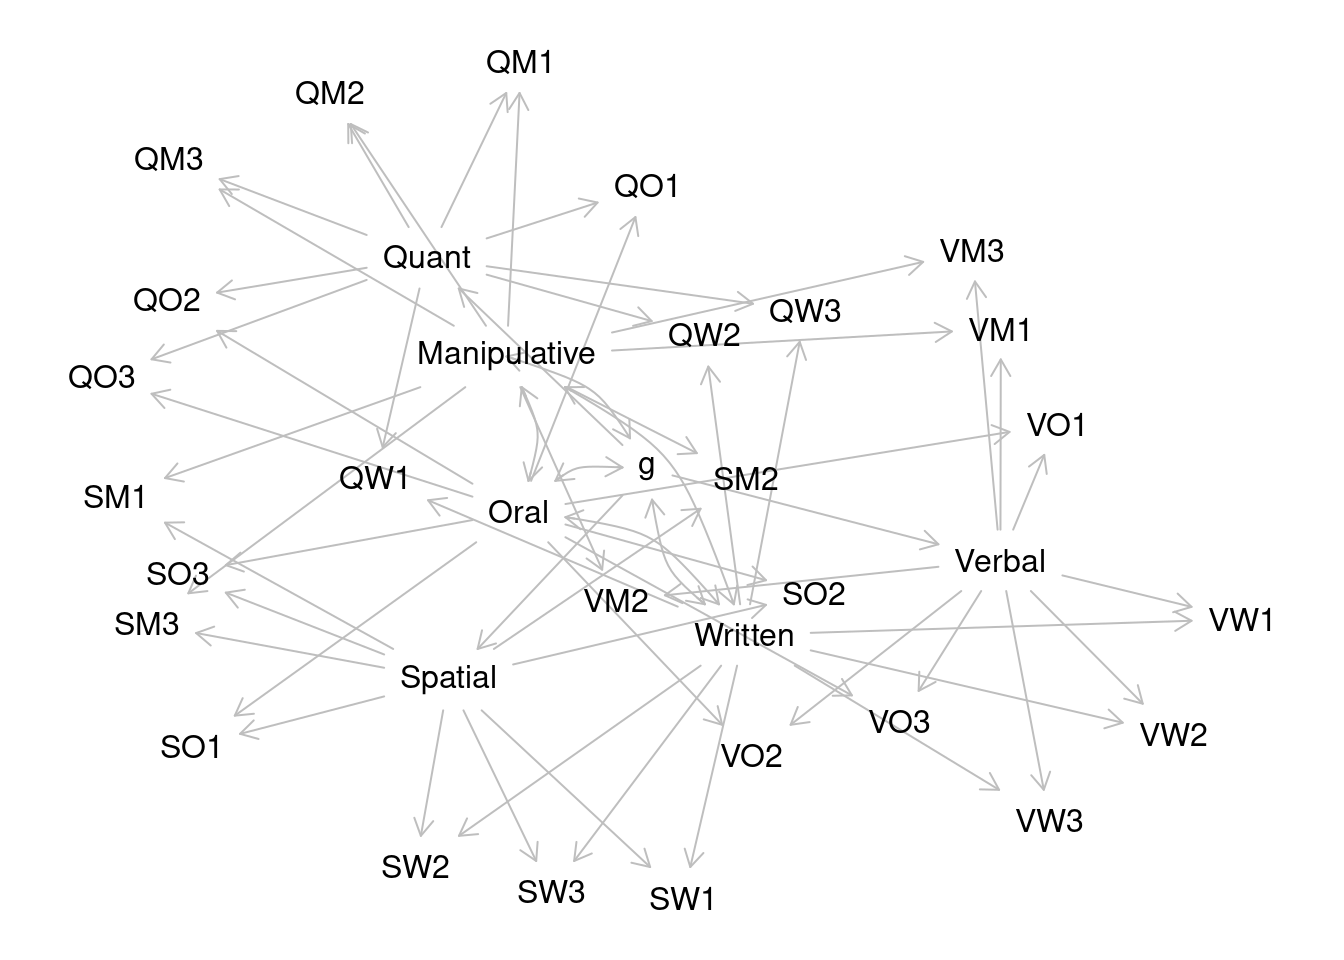 QM1
QM2
QM3
QO1
VM3
Quant
QO2
QW3
VM1
QW2
Manipulative
QO3
VO1
g
QW1
SM2
SM1
Oral
Verbal
SO3
SO2
VM2
VW1
SM3
Written
Spatial
VO3
VW2
SO1
VO2
VW3
SW2
SW3
SW1